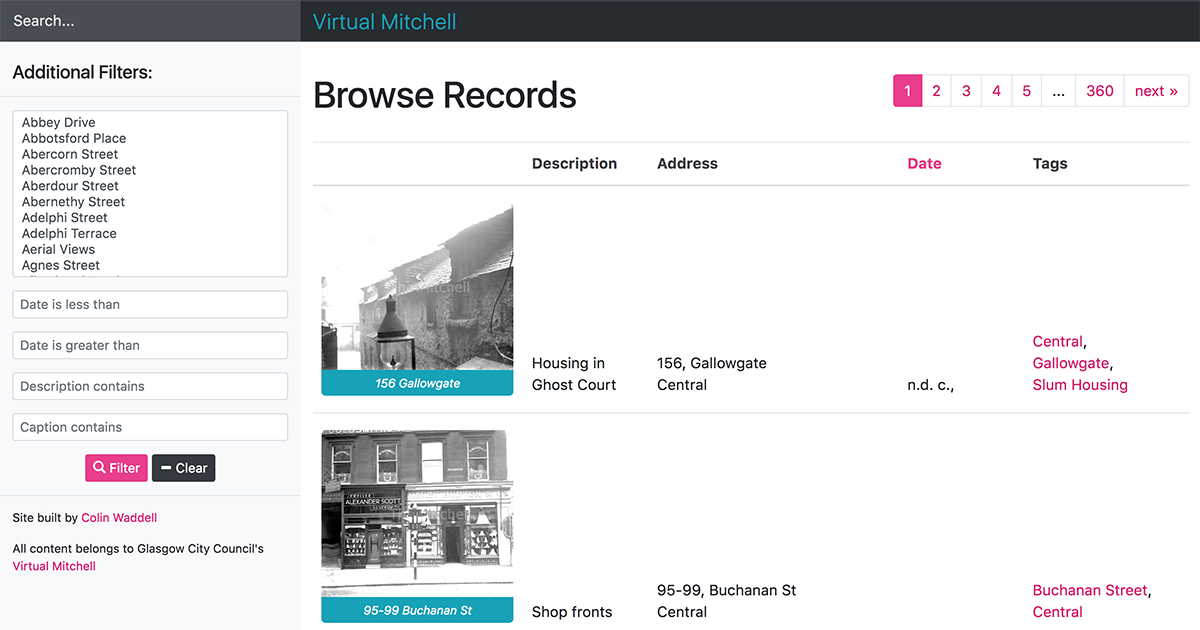 Search...
Virtual Mitchell
Additional Filters:
Abbey Drive
Abbotsford Place
Abercorn Street
Abercromby Street
Aberdour Street
Abernethy Street
Adelphi Street
Adelphi Terrace
Aerial Views
Agnes Street
Date is less than
Date is greater than
Description contains
Caption contains
Filter
Clear
Site built by Colin Waddell
All content belongs to Glasgow City Council's
Virtual Mitchell
Browse Records
1 2 3 4 5 ... 360 next »
Description Address Date Tags
Mitchell
156 Gallowgate
Housing in
Ghost Court
156, Gallowgate
Central
n.d. c.,
Central,
Gallowgate,
Slum Housing
JEWELLER
ALEXANDER SCOTT
95-99 Buchanan St
Shop fronts
95-99, Buchanan St
Central
Buchanan Street,
Central